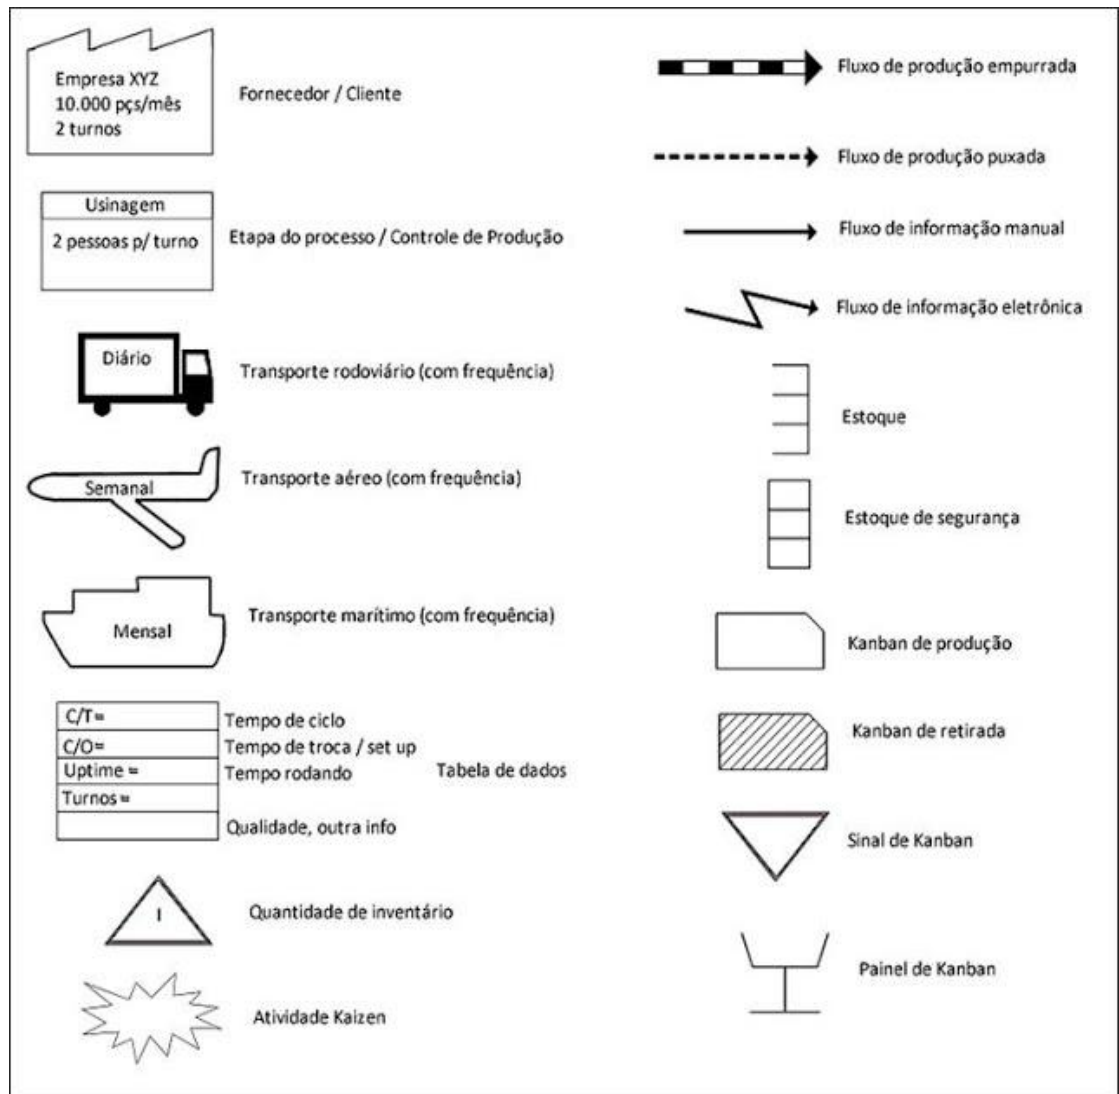 Empresa XYZ
10.000 pçs/mês
2 turnos
Fornecedor / Cliente
Usinagem
2 pessoas p/ turno
Etapa do processo / Controle de Produção
Diário
Transporte rodoviário (com frequência)
Semanal
Transporte aéreo (com frequência)
Mensal
Transporte marítimo (com frequência)
C/T=
Tempo de ciclo
C/O=
Tempo de troca / set up
Uptime =
Tempo rodando
Tabela de dados
Turnos =
Qualidade, outra info
I
Quantidade de inventário
Atividade Kaizen
Fluxo de produção empurrada
Fluxo de produção puxada
Fluxo de informação manual
Fluxo de informação eletrônica
Estoque
Estoque de segurança
Kanban de produção
Kanban de retirada
Sinal de Kanban
Painel de Kanban